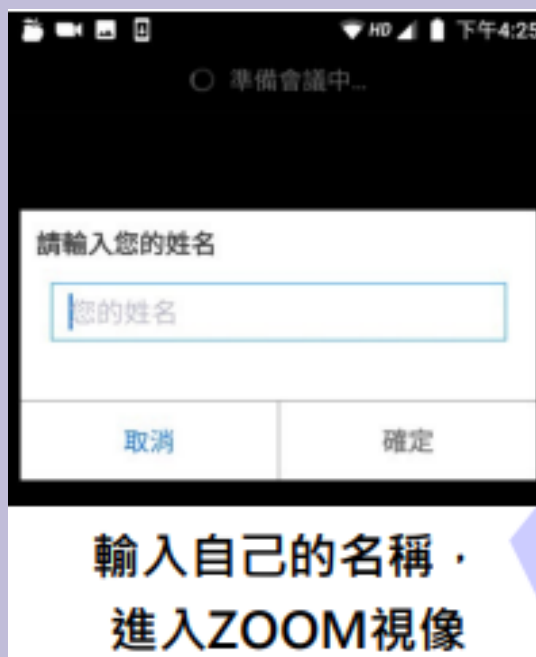 HD 下午4:25
準備會議中...
請輸入您的姓名
您的姓名
取消 確定
輸入自己的名稱，
進入ZOOM視像